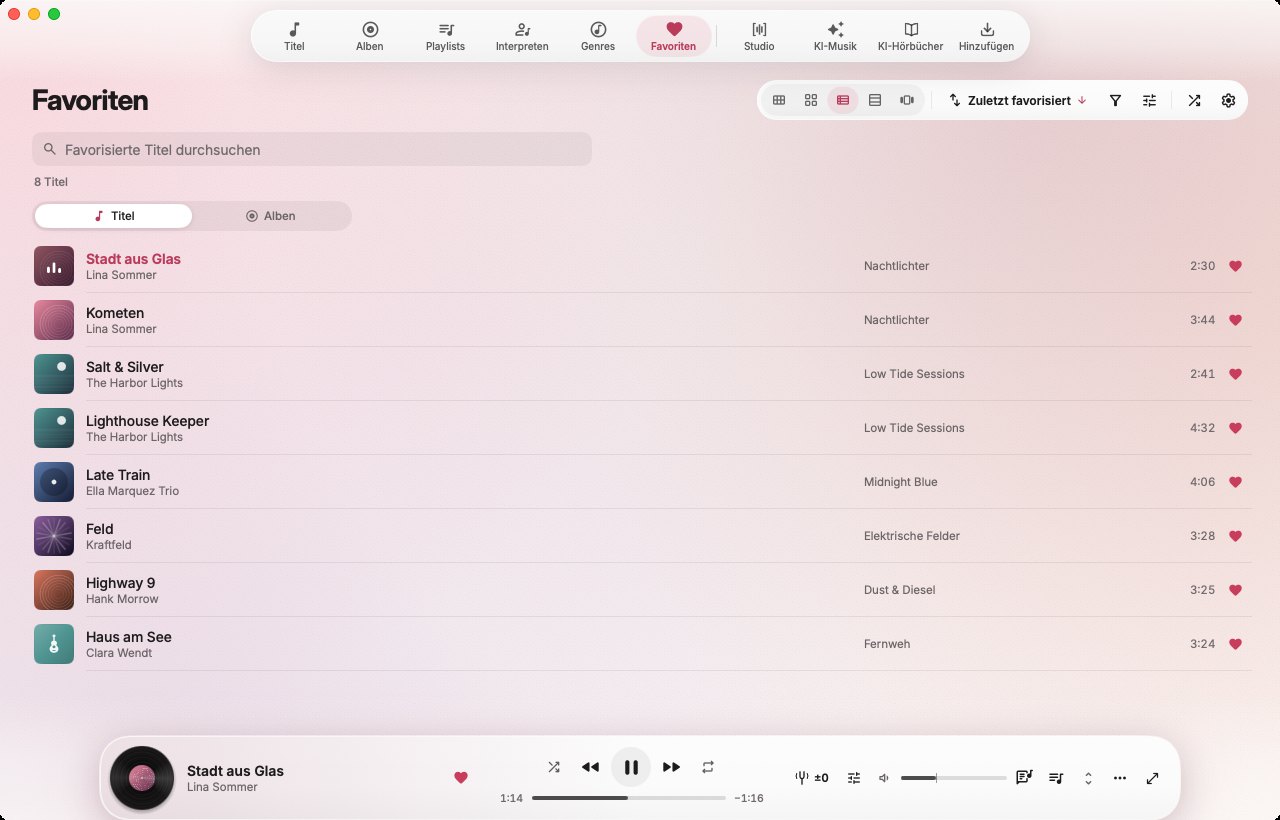 Titel
Alben
Playlists
Interpreten
Genres
Favoriten
Studio
KI-Musik
KI-Hörbücher
Hinzufügen
Favoriten
Zuletzt favorisiert
Favorisierte Titel durchsuchen
8 Titel
Titel
Alben
Stadt aus Glas
Lina Sommer
Nachtlichter
2:30
Kometen
Lina Sommer
Nachtlichter
3:44
Salt & Silver
The Harbor Lights
Low Tide Sessions
2:41
Lighthouse Keeper
The Harbor Lights
Low Tide Sessions
4:32
Late Train
Ella Marquez Trio
Midnight Blue
4:06
Feld
Kraftfeld
Elektrische Felder
3:28
Highway 9
Hank Morrow
Dust & Diesel
3:25
Haus am See
Clara Wendt
Fernweh
3:24
Stadt aus Glas
Lina Sommer
1:14
−1:16
±0